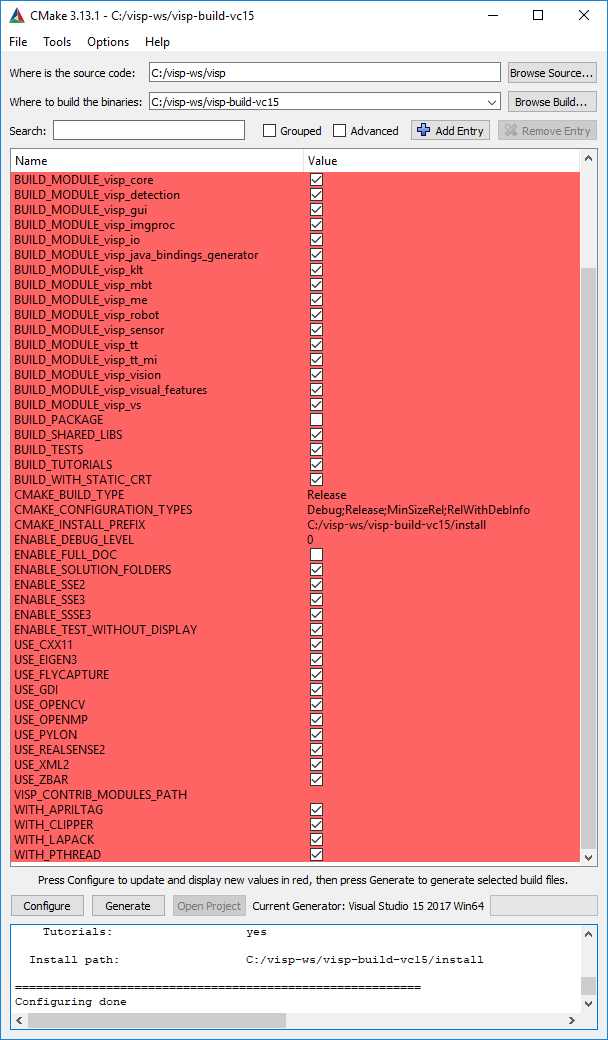 CMake 3.13.1 - C:/visp-ws/visp-build-vc15
File Tools Options Help
Where is the source code: C:/visp-ws/visp Browse Source...
Where to build the binaries: C:/visp-ws/visp-build-vc15 Browse Build...
Search: Grouped Advanced Add Entry Remove Entry
Name Value
BUILD_MODULE_visp_core
BUILD_MODULE_visp_detection
BUILD_MODULE_visp_gui
BUILD_MODULE_visp_imgproc
BUILD_MODULE_visp_io
BUILD_MODULE_visp_java_bindings_generator
BUILD_MODULE_visp_klt
BUILD_MODULE_visp_mbt
BUILD_MODULE_visp_me
BUILD_MODULE_visp_robot
BUILD_MODULE_visp_sensor
BUILD_MODULE_visp_tt
BUILD_MODULE_visp_tt_mi
BUILD_MODULE_visp_vision
BUILD_MODULE_visp_visual_features
BUILD_MODULE_visp_vs
BUILD_PACKAGE
BUILD_SHARED_LIBS
BUILD_TESTS
BUILD_TUTORIALS
BUILD_WITH_STATIC_CRT
CMAKE_BUILD_TYPE Release
CMAKE_CONFIGURATION_TYPES Debug;Release;MinSizeRel;RelWithDebInfo
CMAKE_INSTALL_PREFIX C:/visp-ws/visp-build-vc15/install
ENABLE_DEBUG_LEVEL 0
ENABLE_FULL_DOC
ENABLE_SOLUTION_FOLDERS
ENABLE_SSE2
ENABLE_SSE3
ENABLE_SSSE3
ENABLE_TEST_WITHOUT_DISPLAY
USE_CXX11
USE_EIGEN3
USE_FLYCAPTURE
USE_GDI
USE_OPENCV
USE_OPENMP
USE_PYLON
USE_REALSENSE2
USE_XML2
USE_ZBAR
VISP_CONTRIB_MODULES_PATH
WITH_APRILTAG
WITH_CLIPPER
WITH_LAPACK
WITH_PTHREAD
Press Configure to update and display new values in red, then press Generate to generate selected build files.
Configure Generate Open Project Current Generator: Visual Studio 15 2017 Win64
Tutorials: yes
Install path: C:/visp-ws/visp-build-vc15/install
==========================================================
Configuring done